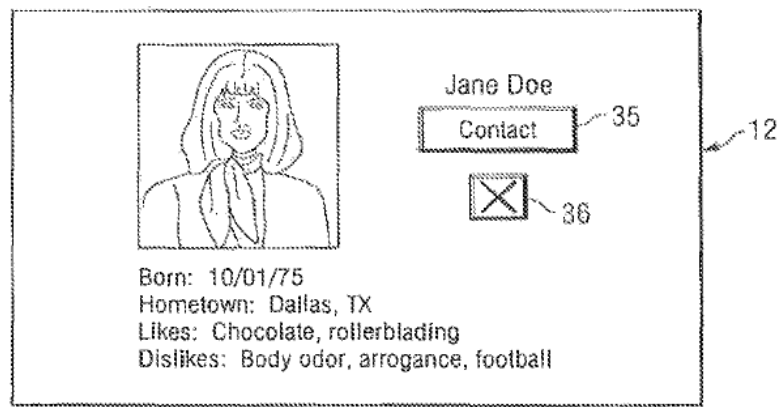 Jane Doe
Contact
35
12
36
Born: 10/01/75
Hometown: Dallas, TX
Likes: Chocolate, rollerblading
Dislikes: Body odor, arrogance, football